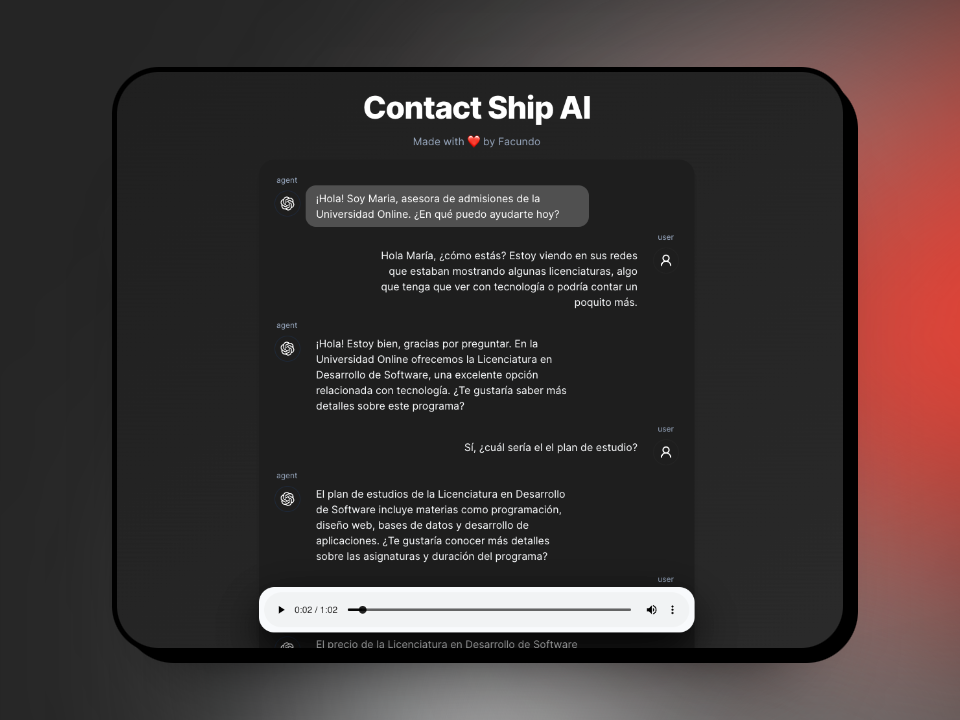 Contact Ship AI
Made with ❤️ by Facundo
agent
¡Hola! Soy Maria, asesora de admisiones de la
Universidad Online. ¿En qué puedo ayudarte hoy?
user
Hola María, ¿cómo estás? Estoy viendo en sus redes
que estaban mostrando algunas licenciaturas, algo
que tenga que ver con tecnología o podría contar un
poquito más.
agent
¡Hola! Estoy bien, gracias por preguntar. En la
Universidad Online ofrecemos la Licenciatura en
Desarrollo de Software, una excelente opción
relacionada con tecnología. ¿Te gustaría saber más
detalles sobre este programa?
user
Sí, ¿cuál sería el el plan de estudio?
agent
El plan de estudios de la Licenciatura en Desarrollo
de Software incluye materias como programación,
diseño web, bases de datos y desarrollo de
aplicaciones. ¿Te gustaría conocer más detalles
sobre las asignaturas y duración del programa?
user
0:02 / 1:02
El precio de la Licenciatura en Desarrollo de Software